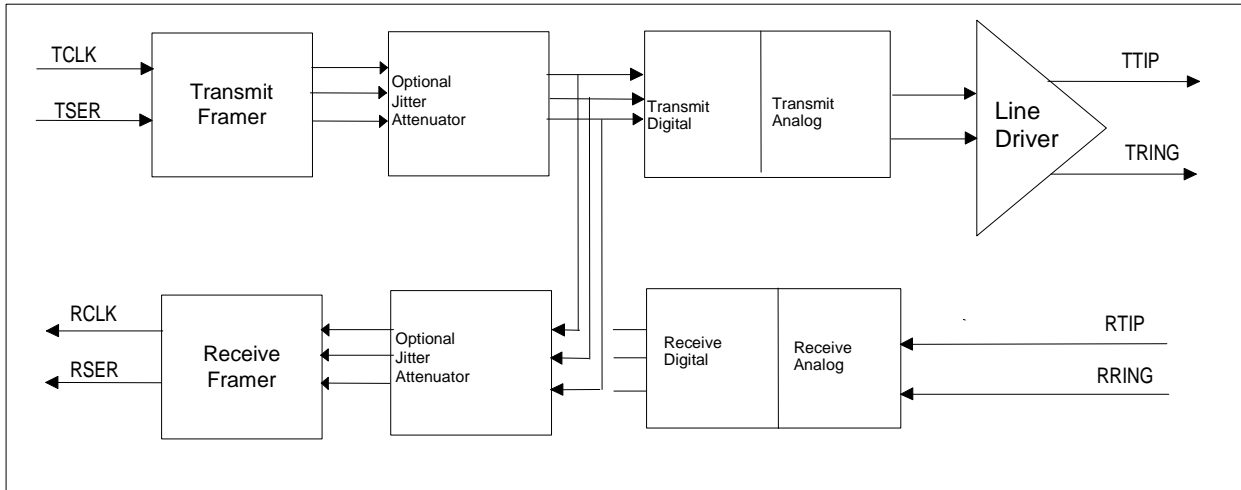 TCLK
TSER
Transmit
Framer
Optional
Jitter
Attenuator
Transmit
Digital
Transmit
Analog
Line
Driver
TTIP
TRING
RCLK
RSER
Receive
Framer
Optional
Jitter
Attenuator
Receive
Digital
Receive
Analog
RTIP
RRING